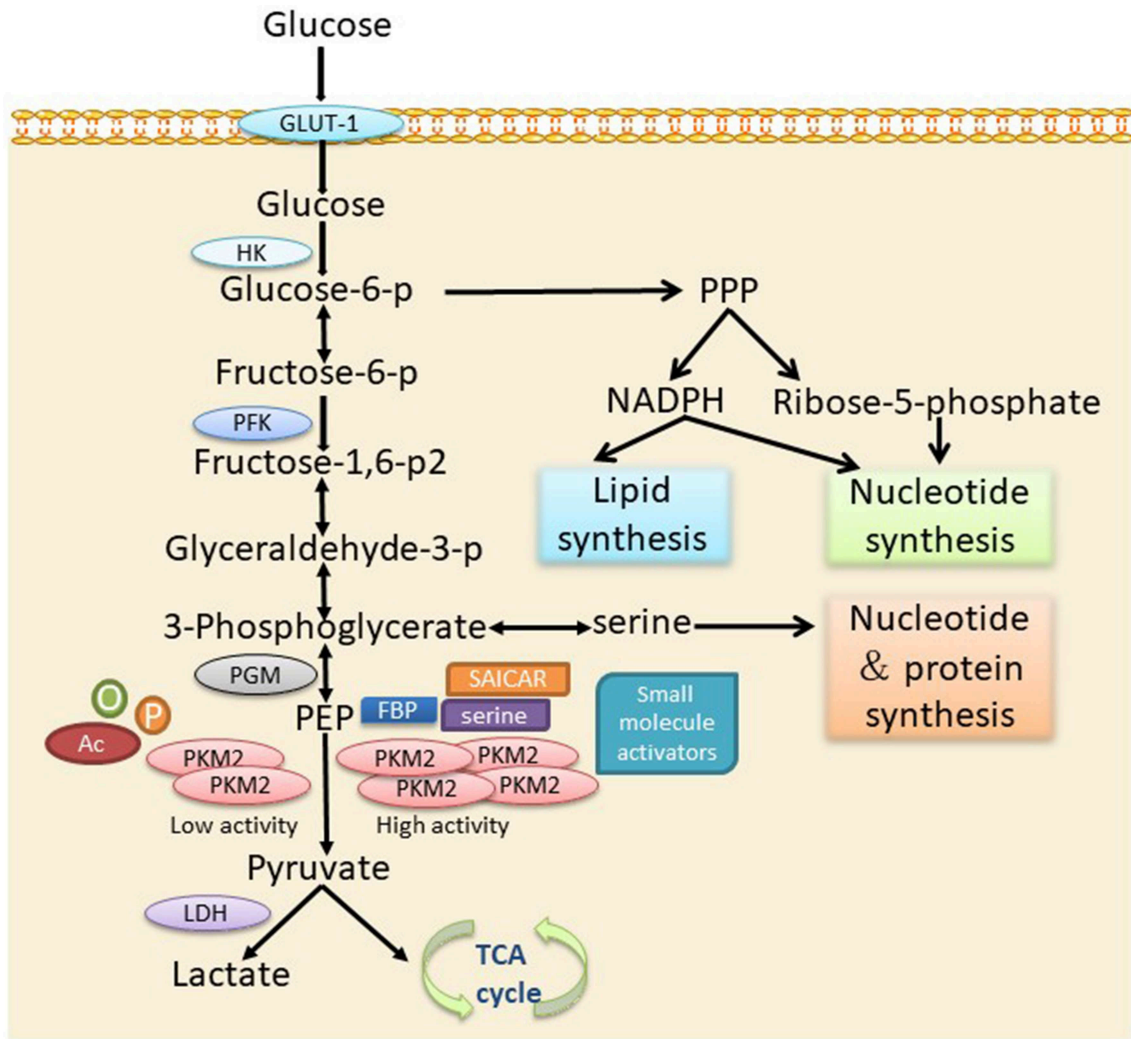 Glucose
GLUT-1
Glucose
HK
Glucose-6-p
PPP
Fructose-6-p
NADPH
Ribose-5-phosphate
PFK
Fructose-1,6-p2
Lipid
synthesis
Nucleotide
synthesis
Glyceraldehyde-3-p
3-Phosphoglycerate
serine
Nucleotide
& protein
synthesis
PGM
SAICAR
Small
molecule
activators
O
P
Ac
PEP
FBP
serine
PKM2
PKM2
PKM2
PKM2
PKM2
PKM2
Low activity
High activity
Pyruvate
LDH
Lactate
TCA
cycle